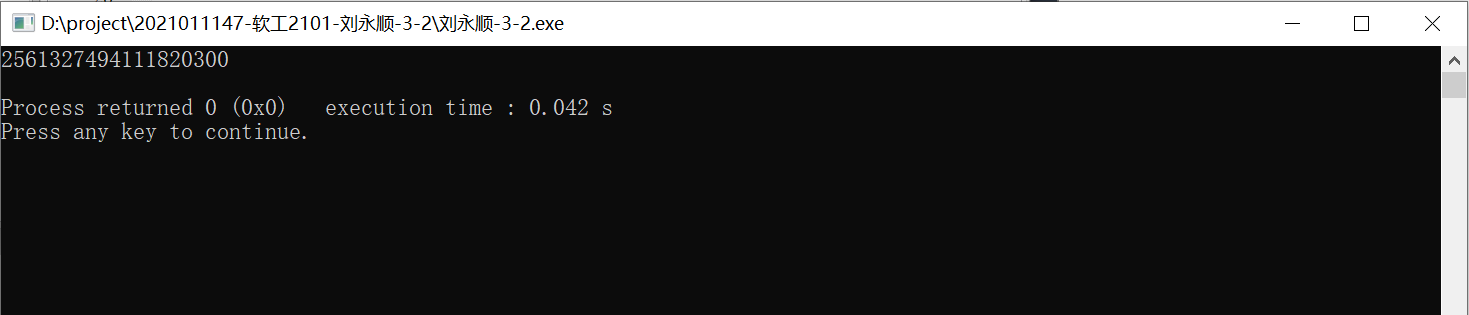 D:\project\2021011147-软工2101-刘永顺-3-2\刘永顺-3-2.exe
2561327494111820300
Process returned 0 (0x0)   execution time : 0.042 s
Press any key to continue.